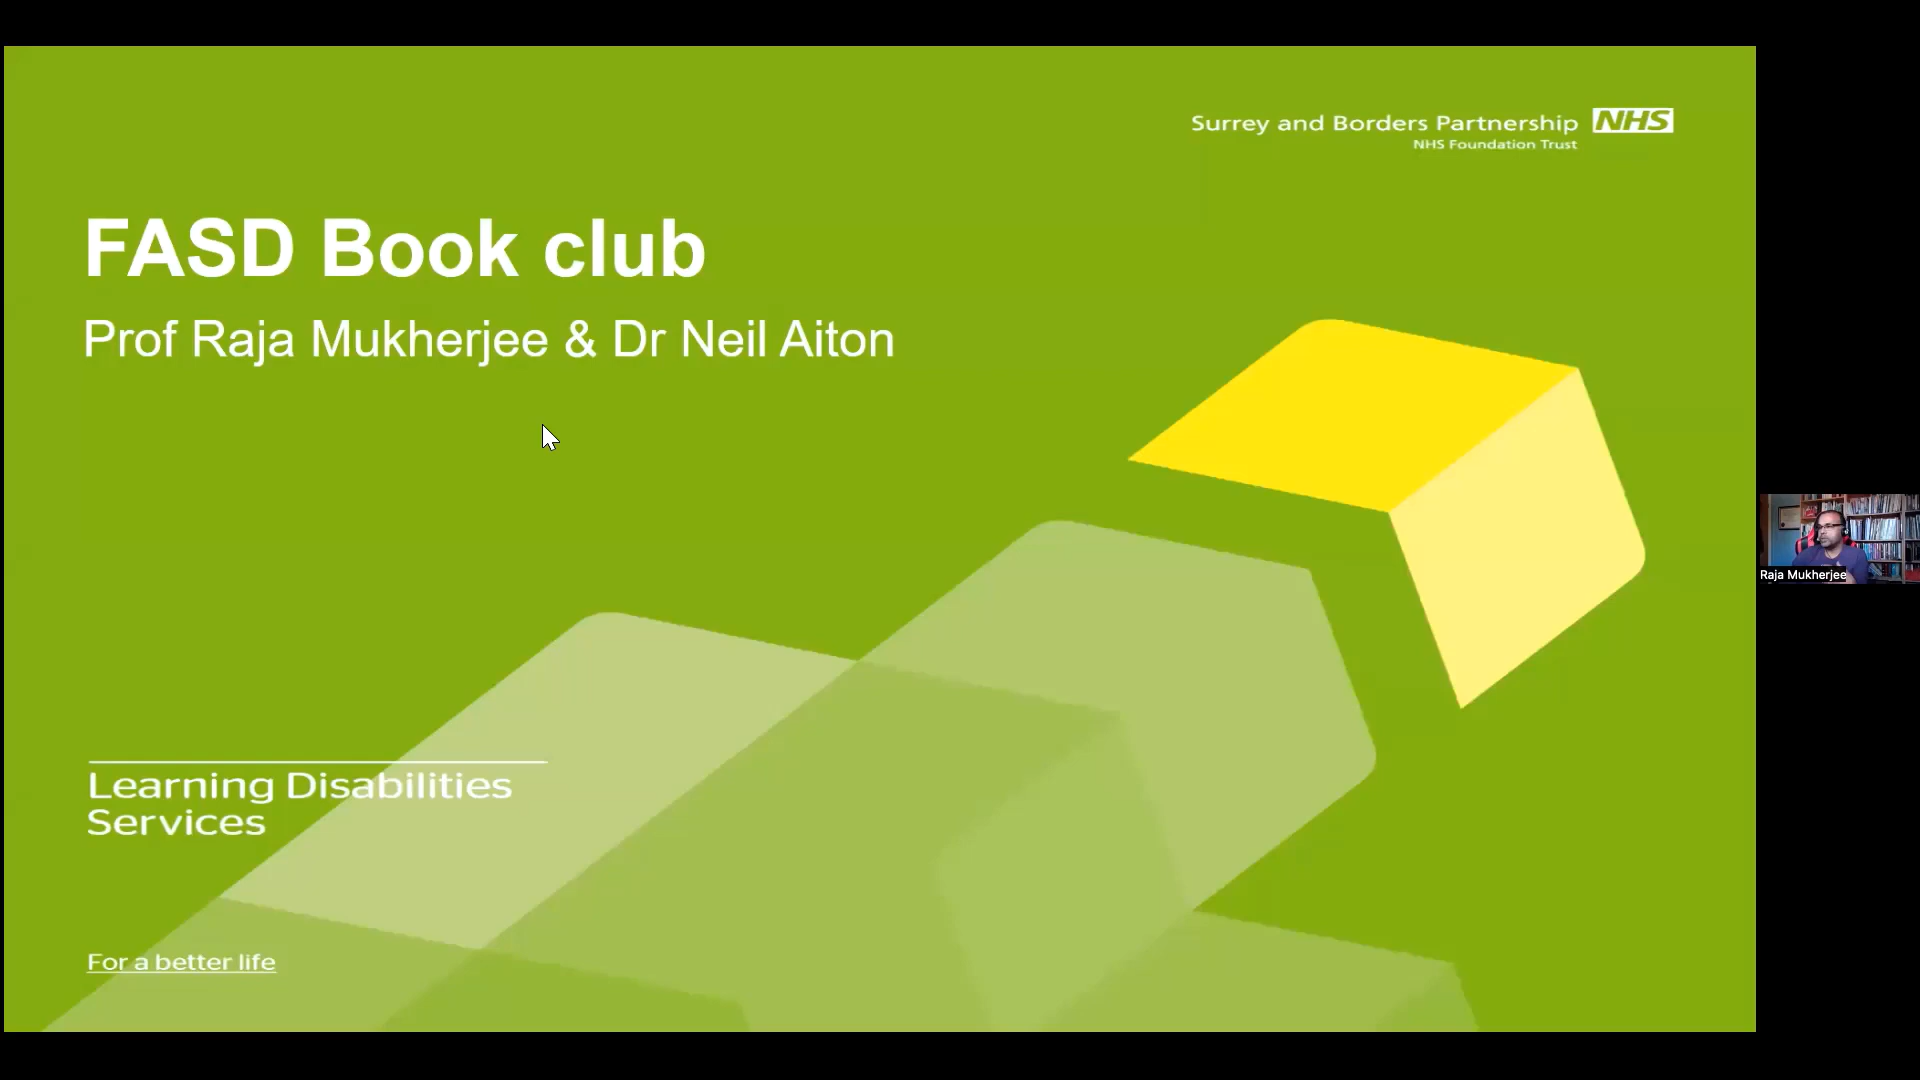 Surrey and Borders Partnership NHS
NHS Foundation Trust
FASD Book club
Prof Raja Mukherjee & Dr Neil Aiton
Raja Mukherjee
Learning Disabilities
Services
For a better life